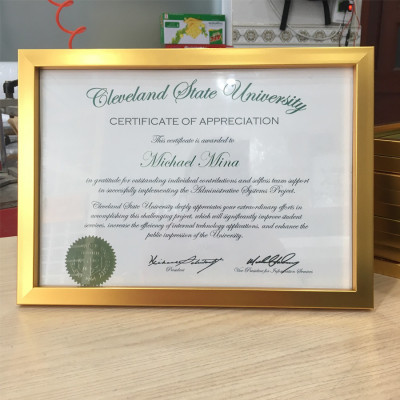 Cleveland State University
CERTIFICATE OF APPRECIATION
This certificate is awarded to
Michael Mina
in gratitude for outstanding individual contributions and selfless team support
in successfully implementing the Administrative Systems Project.
Cleveland State University deeply appreciates your extra-ordinary efforts in
accomplishing this challenging project, which will significantly improve student
services, increase the efficiency of internal technology applications, and enhance the
public impression of the University.
President
Vice President for Information Services